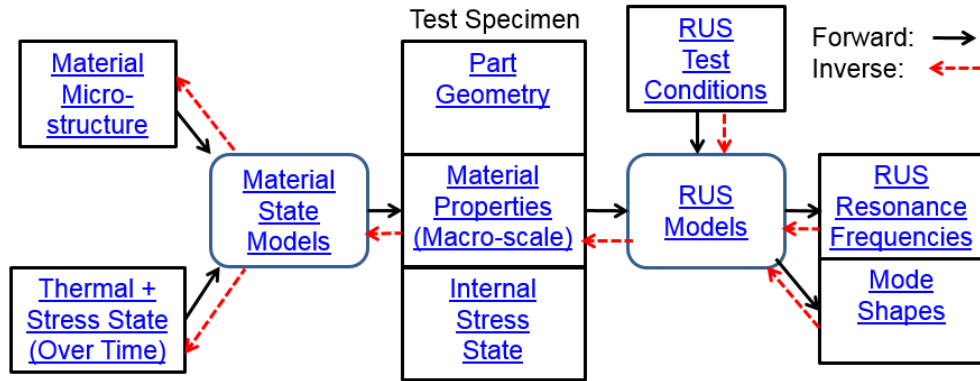 Test Specimen
Material
Micro-
structure
Thermal +
Stress State
(Over Time)
Material
State
Models
Part
Geometry
Material
Properties
(Macro-scale)
Internal
Stress
State
RUS
Test
Conditions
RUS
Models
Forward:
Inverse:
RUS
Resonance
Frequencies
Mode
Shapes